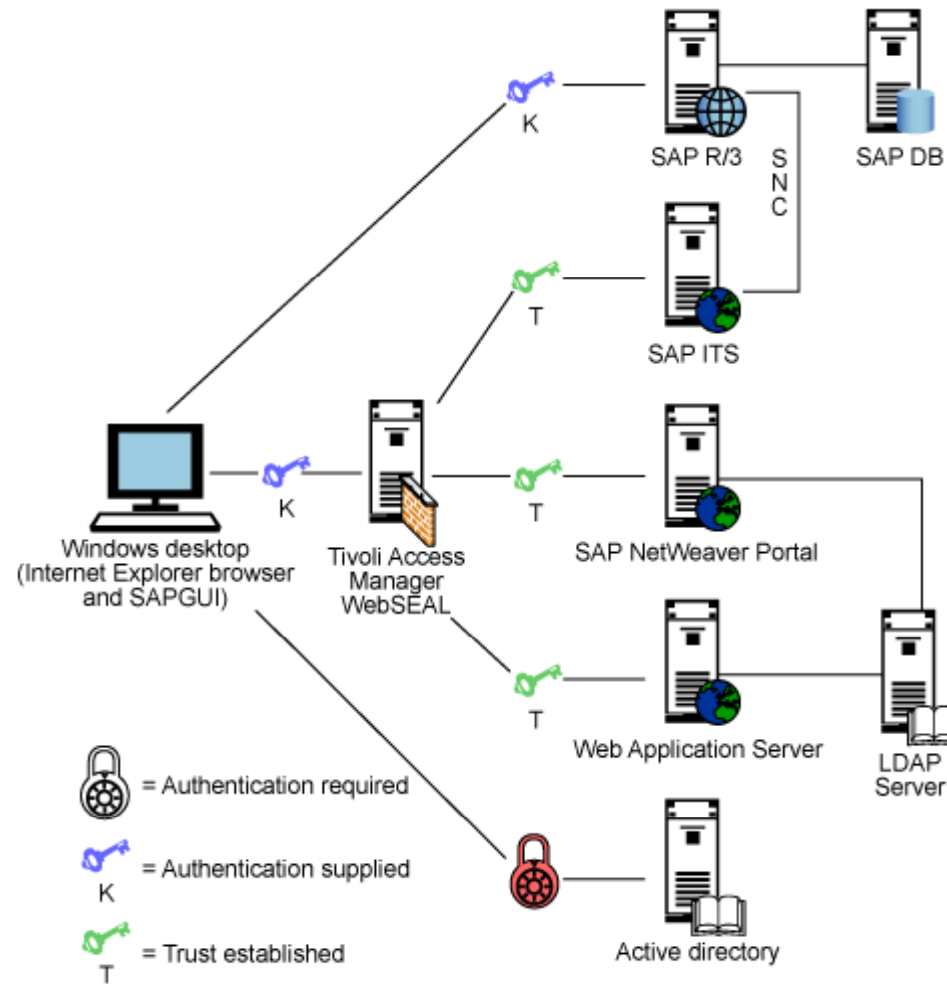 K
SAP R/3
SAP DB
S
N
C
T
SAP ITS
K
T
Windows desktop
(Internet Explorer browser
and SAPGUI)
Tivoli Access
Manager
WebSEAL
SAP NetWeaver Portal
T
Web Application Server
LDAP
Server
= Authentication required
K
= Authentication supplied
T
= Trust established
Active directory